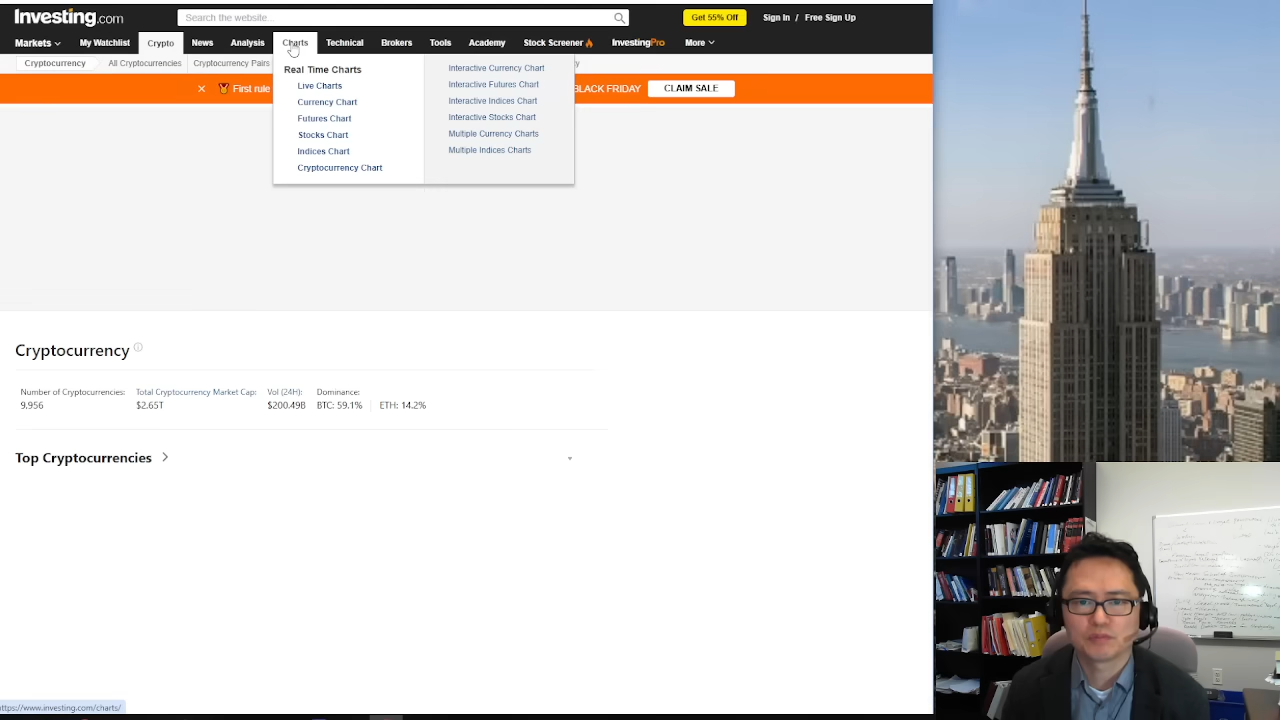 Investing.com
Search the website...
Get 55% Off
Sign In / Free Sign Up
Markets
My Watchlist
Crypto
News
Analysis
Charts
Technical
Brokers
Tools
Academy
Stock Screener
InvestingPro
More
Cryptocurrency
All Cryptocurrencies
Cryptocurrency Pairs
First rule
BLACK FRIDAY
CLAIM SALE
Real Time Charts
Live Charts
Currency Chart
Futures Chart
Stocks Chart
Indices Chart
Cryptocurrency Chart
Interactive Currency Chart
Interactive Futures Chart
Interactive Indices Chart
Interactive Stocks Chart
Multiple Currency Charts
Multiple Indices Charts
Cryptocurrency
Number of Cryptocurrencies: Total Cryptocurrency Market Cap: Vol (24H): Dominance:
9,956 $2.65T $200.49B BTC: 59.1% ETH: 14.2%
Top Cryptocurrencies
https://www.investing.com/charts/